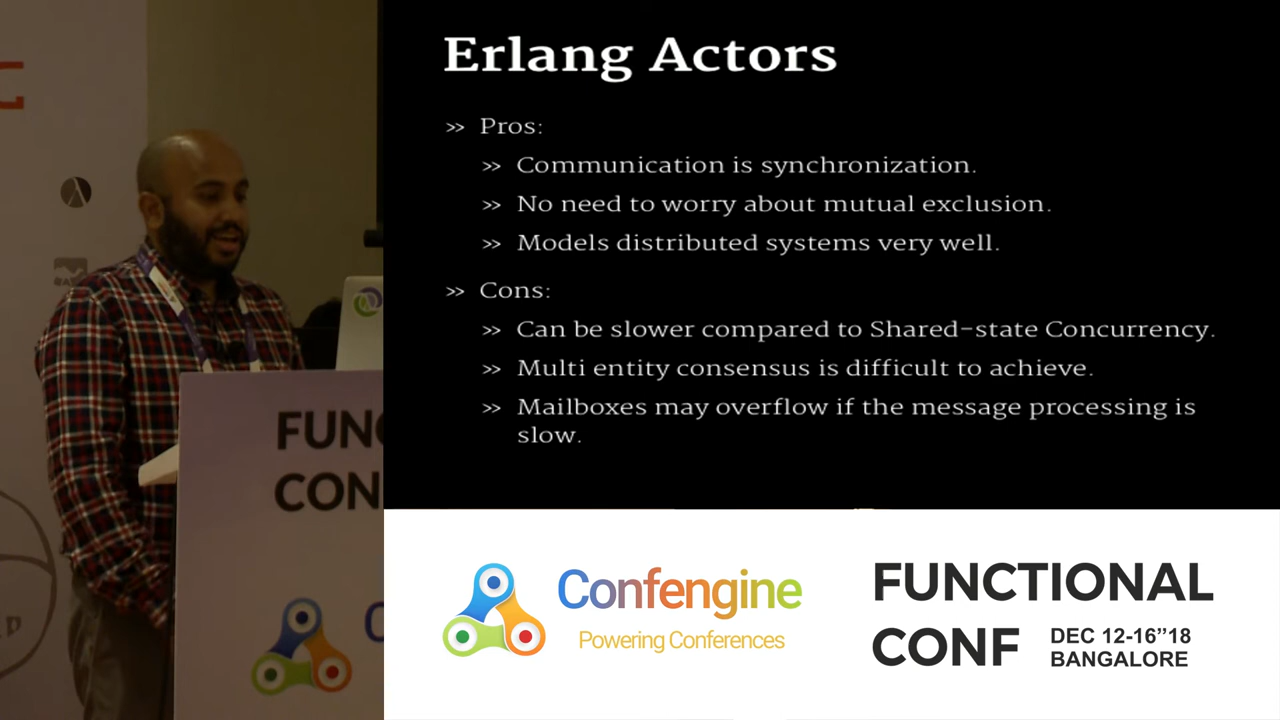 Erlang Actors
» Pros:
» Communication is synchronization.
» No need to worry about mutual exclusion.
» Models distributed systems very well.
» Cons:
» Can be slower compared to Shared-state Concurrency.
» Multi entity consensus is difficult to achieve.
» Mailboxes may overflow if the message processing is
slow.
FUNC
CON
C
Confengine
Powering Conferences
FUNCTIONAL
CONF
DEC 12-16”18
BANGALORE